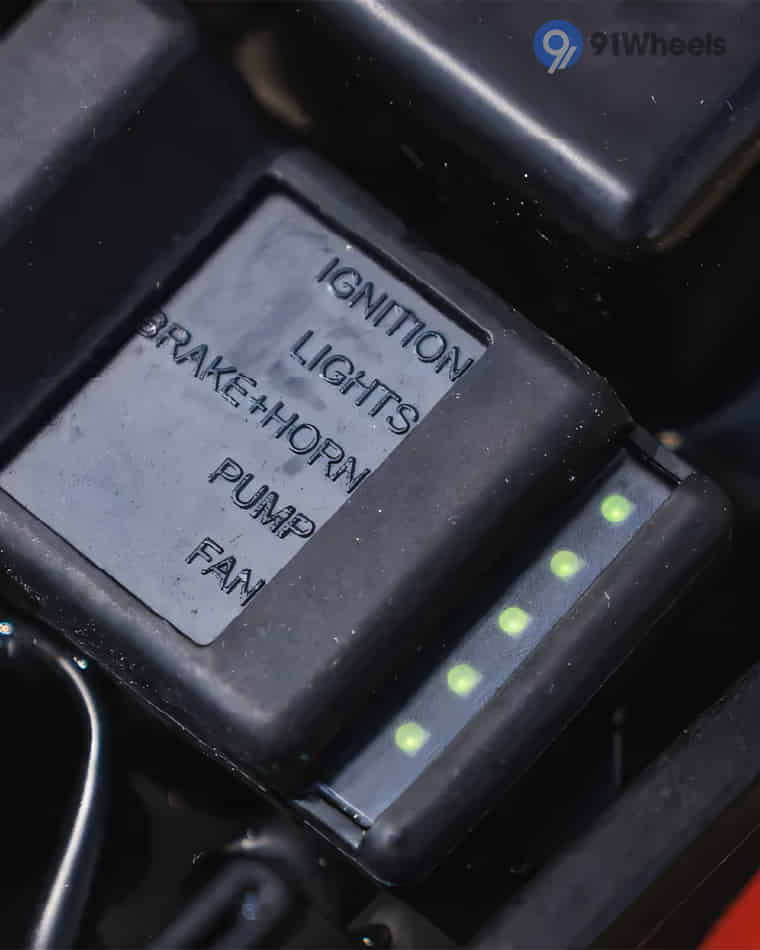 91Wheels
IGNITION
LIGHTS
BRAKE+HORN
PUMP
FAN